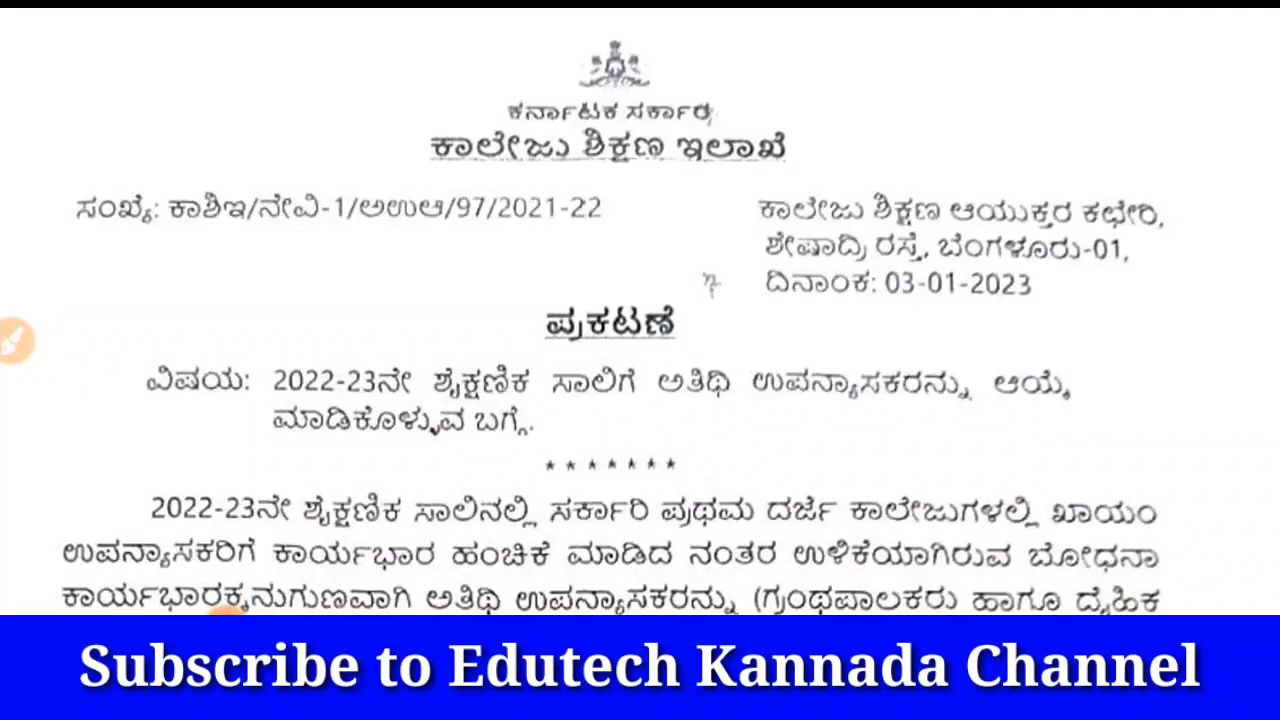 ಕರ್ನಾಟಕ ಸರ್ಕಾರ
ಕಾಲೇಜು ಶಿಕ್ಷಣ ಇಲಾಖೆ
ಸಂಖ್ಯೆ: ಕಾಶಿಇ/ನೇವಿ-1/ಅಉಆ/97/2021-22
ಕಾಲೇಜು ಶಿಕ್ಷಣ ಆಯುಕ್ತರ ಕಛೇರಿ,
ಶೇಷಾದ್ರಿ ರಸ್ತೆ, ಬೆಂಗಳೂರು-01,
ದಿನಾಂಕ: 03-01-2023
ಪ್ರಕಟಣೆ
ವಿಷಯ: 2022-23ನೇ ಶೈಕ್ಷಣಿಕ ಸಾಲಿಗೆ ಅತಿಥಿ ಉಪನ್ಯಾಸಕರನ್ನು ಆಯ್ಕೆ
ಮಾಡಿಕೊಳ್ಳುವ ಬಗ್ಗೆ.
* * * * * * *
2022-23ನೇ ಶೈಕ್ಷಣಿಕ ಸಾಲಿನಲ್ಲಿ ಸರ್ಕಾರಿ ಪ್ರಥಮ ದರ್ಜೆ ಕಾಲೇಜುಗಳಲ್ಲಿ ಖಾಯಂ
ಉಪನ್ಯಾಸಕರಿಗೆ ಕಾರ್ಯಭಾರ ಹಂಚಿಕೆ ಮಾಡಿದ ನಂತರ ಉಳಿಕೆಯಾಗಿರುವ ಬೋಧನಾ
ಕಾರ್ಯಭಾರಕ್ಕನುಗುಣವಾಗಿ ಅತಿಥಿ ಉಪನ್ಯಾಸಕರನ್ನು (ಗ್ರಂಥಪಾಲಕರು ಹಾಗೂ ದೈಹಿಕ
Subscribe to Edutech Kannada Channel